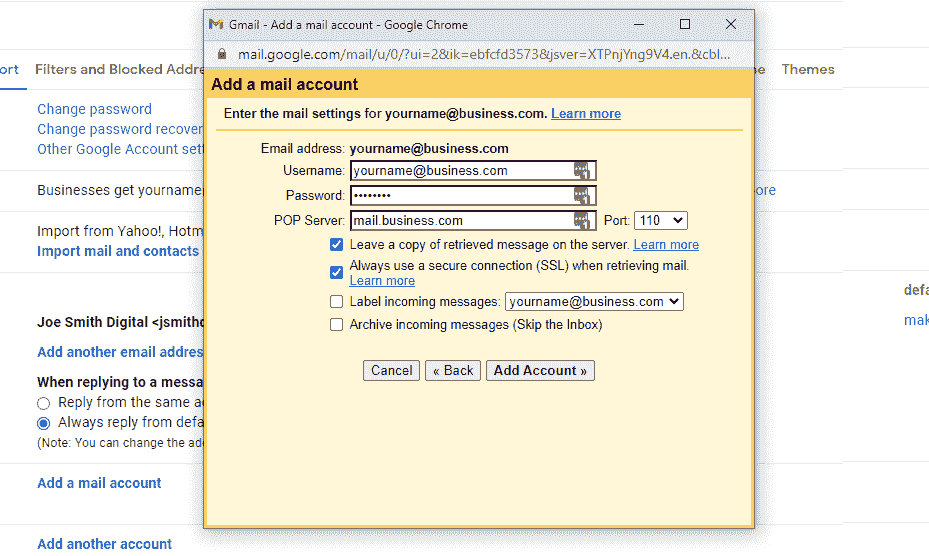 Gmail - Add a mail account - Google Chrome
mail.google.com/mail/u/0/?ui=2&ik=ebfcfd3573&jsver=XTPnjYng9V4.en.&cbl...
ort Filters and Blocked Addre e Themes
Add a mail account
Enter the mail settings for yourname@business.com. Learn more
Change password
Change password recover
Other Google Account sett
Businesses get yourname ore
Import from Yahoo!, Hotm
Import mail and contacts
Email address: yourname@business.com
Username: yourname@business.com
Password: ••••••••
POP Server: mail.business.com Port: 110
Leave a copy of retrieved message on the server. Learn more
Always use a secure connection (SSL) when retrieving mail.
Learn more
Label incoming messages: yourname@business.com
Archive incoming messages (Skip the Inbox)
Cancel « Back Add Account »
defa
mak
Joe Smith Digital <jsmithd
Add another email addres
When replying to a messa
Reply from the same ad
Always reply from defa
(Note: You can change the add
Add a mail account
Add another account